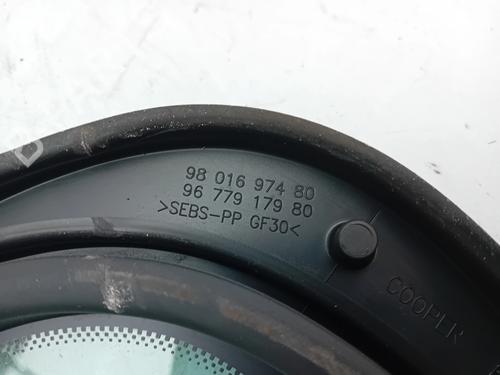 98 016 974 80
96 779 179 80
>SEBS-PP GF30<
COOPER